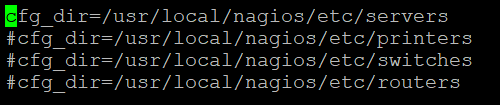 cfg_dir=/usr/local/nagios/etc/servers
#cfg_dir=/usr/local/nagios/etc/printers
#cfg_dir=/usr/local/nagios/etc/switches
#cfg_dir=/usr/local/nagios/etc/routers